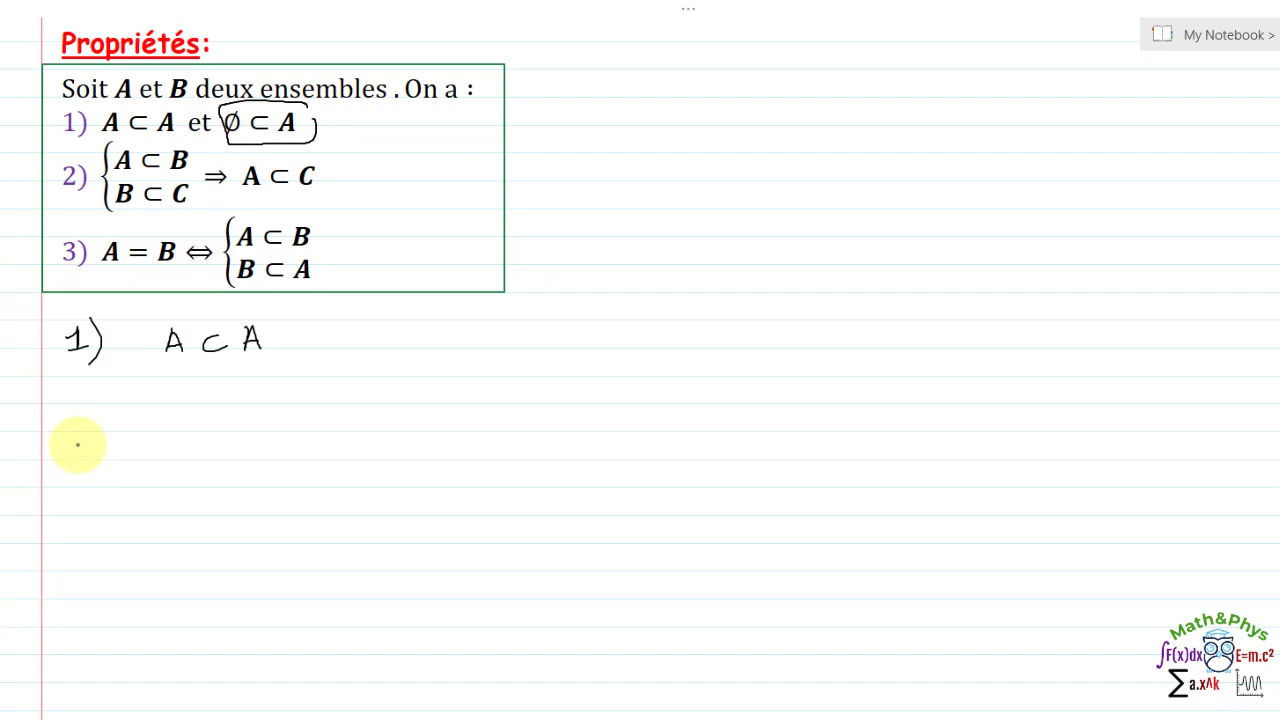 ...
My Notebook >
Propriétés:
Soit A et B deux ensembles . On a :
1) A ⊂ A et ∅ ⊂ A
2) { A ⊂ B
B ⊂ C ⇒ A ⊂ C
3) A = B ⇔ { A ⊂ B
B ⊂ A
1) A ⊂ A
Math&Phys
∫F(x)dx E=m.c²
∑a.x^k